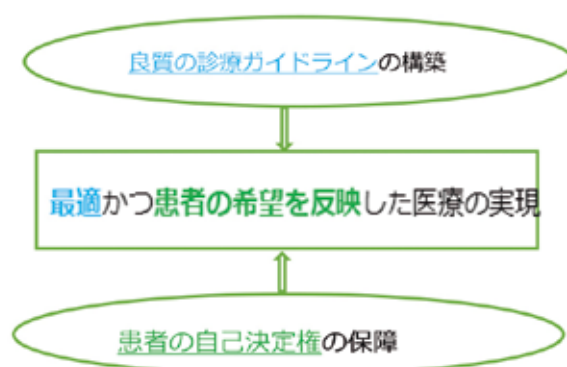 良質の診療ガイドラインの構築
最適かつ患者の希望を反映した医療の実現
患者の自己決定権の保障